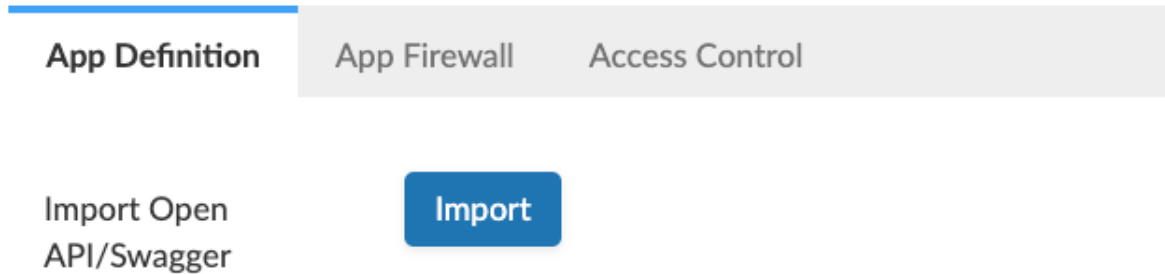 App Definition App Firewall Access Control
Import Open Import
API/Swagger